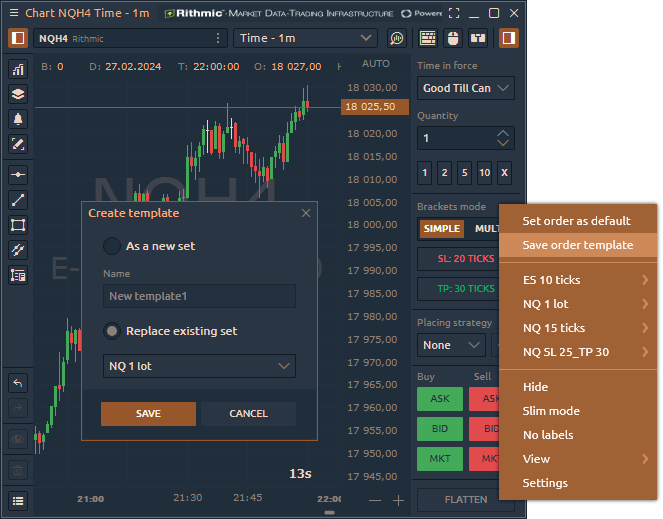 Chart NQH4 Time - 1m
Rithmic - Market Data-Trading Infrastructure
Powere
NQH4 Rithmic
Time - 1m
B: 0 D: 27.02.2024 T: 22:00:00 O: 18 027,00
AUTO
18 030,00
18 025,50
18 020,00
18 015,00
18 010,00
18 005,00
18 000,00
17 995,00
17 990,00
17 985,00
17 980,00
17 975,00
17 970,00
17 965,00
17 960,00
17 955,00
17 950,00
17 945,00
NQH4
E-
13s
21:00 21:30 21:45 22:00
Time in force
Good Till Can
Quantity
1
1 2 5 10 X
Brackets mode
SIMPLE MULT
SL: 20 TICKS
TP: 30 TICKS
Placing strategy
None
Buy Sell
ASK ASK
BID BID
MKT MKT
FLATTEN
Create template
As a new set
Name
New template1
Replace existing set
NQ 1 lot
SAVE CANCEL
Set order as default
Save order template
ES 10 ticks
NQ 1 lot
NQ 15 ticks
NQ SL 25_TP 30
Hide
Slim mode
No labels
View
Settings